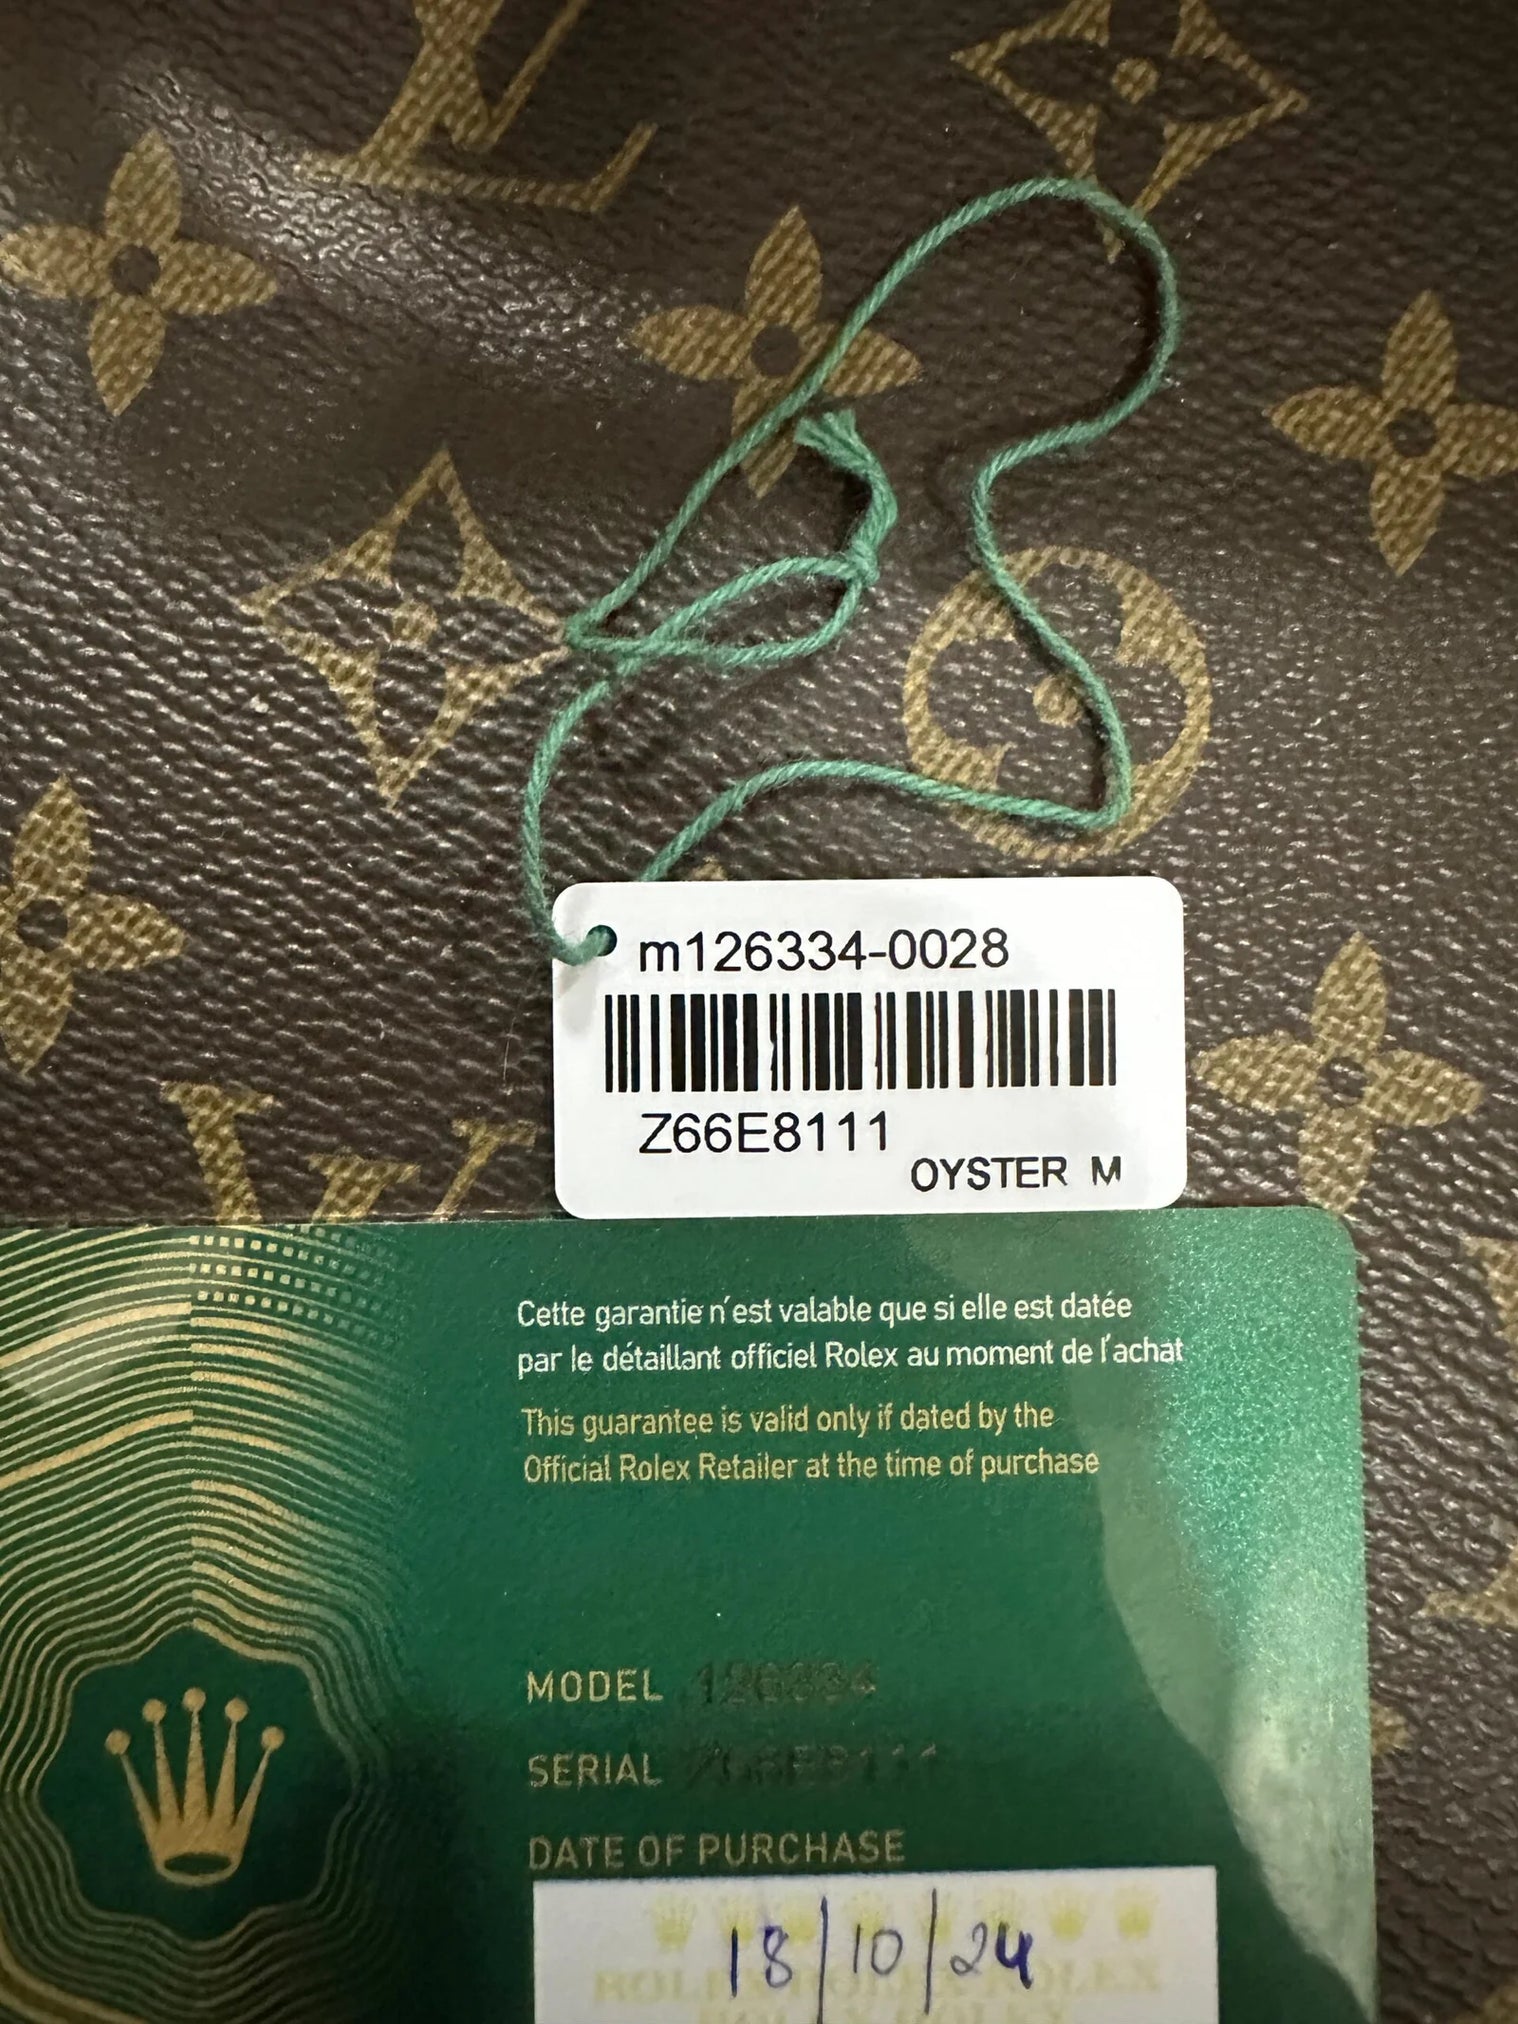 m126334-0028
Z66E8111
OYSTER M
Cette garantie n'est valable que si elle est datée
par le détaillant officiel Rolex au moment de l'achat
This guarantee is valid only if dated by the
Official Rolex Retailer at the time of purchase
MODEL 126334
SERIAL Z66E8111
DATE OF PURCHASE
18/10/24